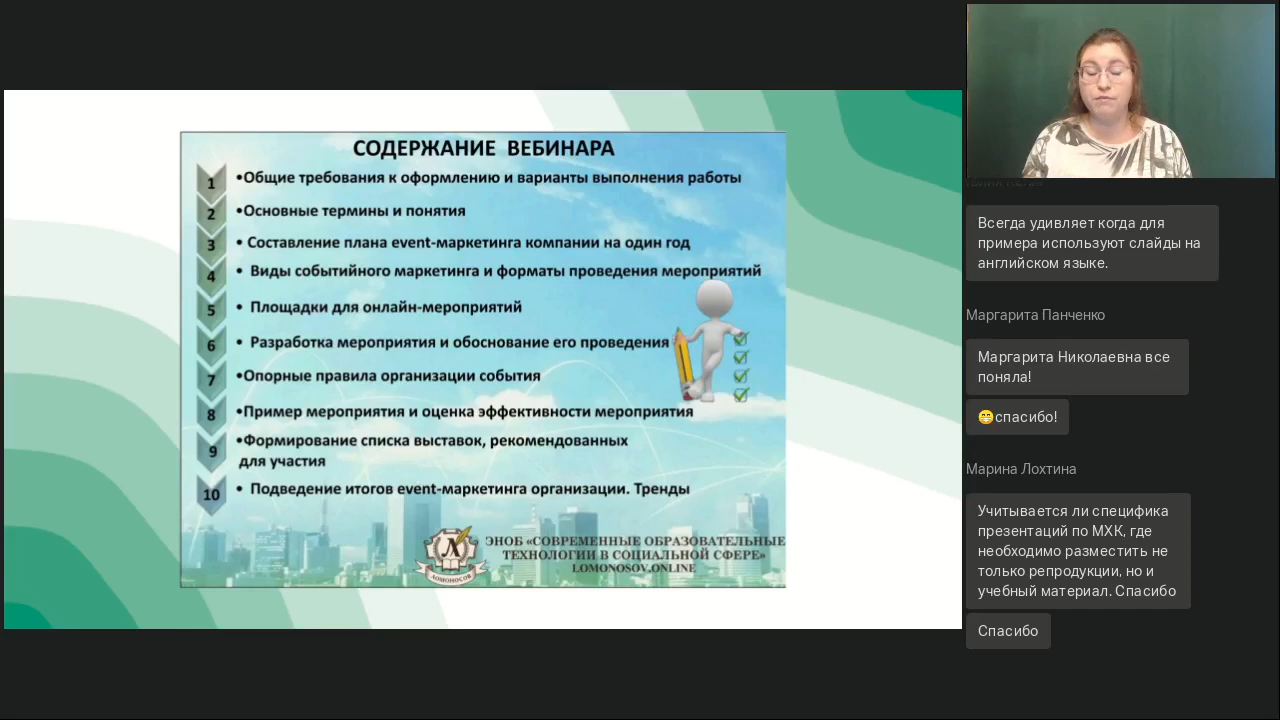 СОДЕРЖАНИЕ ВЕБИНАРА
1
•Общие требования к оформлению и варианты выполнения работы
2
•Основные термины и понятия
3
• Составление плана event-маркетинга компании на один год
4
• Виды событийного маркетинга и форматы проведения мероприятий
5
• Площадки для онлайн-мероприятий
6
• Разработка мероприятия и обоснование его проведения
7
•Опорные правила организации события
8
•Пример мероприятия и оценка эффективности мероприятия
9
•Формирование списка выставок, рекомендованных
для участия
10
• Подведение итогов event-маркетинга организации. Тренды
Л
ЛОМОНОСОВ
ЭНОБ «СОВРЕМЕННЫЕ ОБРАЗОВАТЕЛЬНЫЕ
ТЕХНОЛОГИИ В СОЦИАЛЬНОЙ СФЕРЕ»
LOMONOSOV.ONLINE
Всегда удивляет когда для
примера используют слайды на
английском языке.
Маргарита Панченко
Маргарита Николаевна все
поняла!
😁спасибо!
Марина Лохтина
Учитывается ли специфика
презентаций по МХК, где
необходимо разместить не
только репродукции, но и
учебный материал. Спасибо
Спасибо